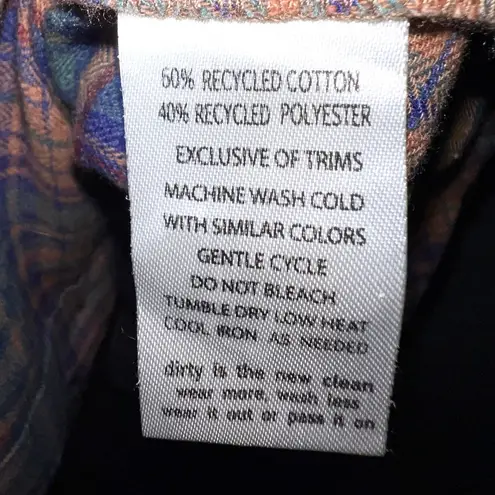 60% RECYCLED COTTON
40% RECYCLED POLYESTER
EXCLUSIVE OF TRIMS
MACHINE WASH COLD
WITH SIMILAR COLORS
GENTLE CYCLE
DO NOT BLEACH
TUMBLE DRY LOW HEAT
COOL IRON AS NEEDED
dirty is the new clean
wear more, wash less
wear it out or pass it on